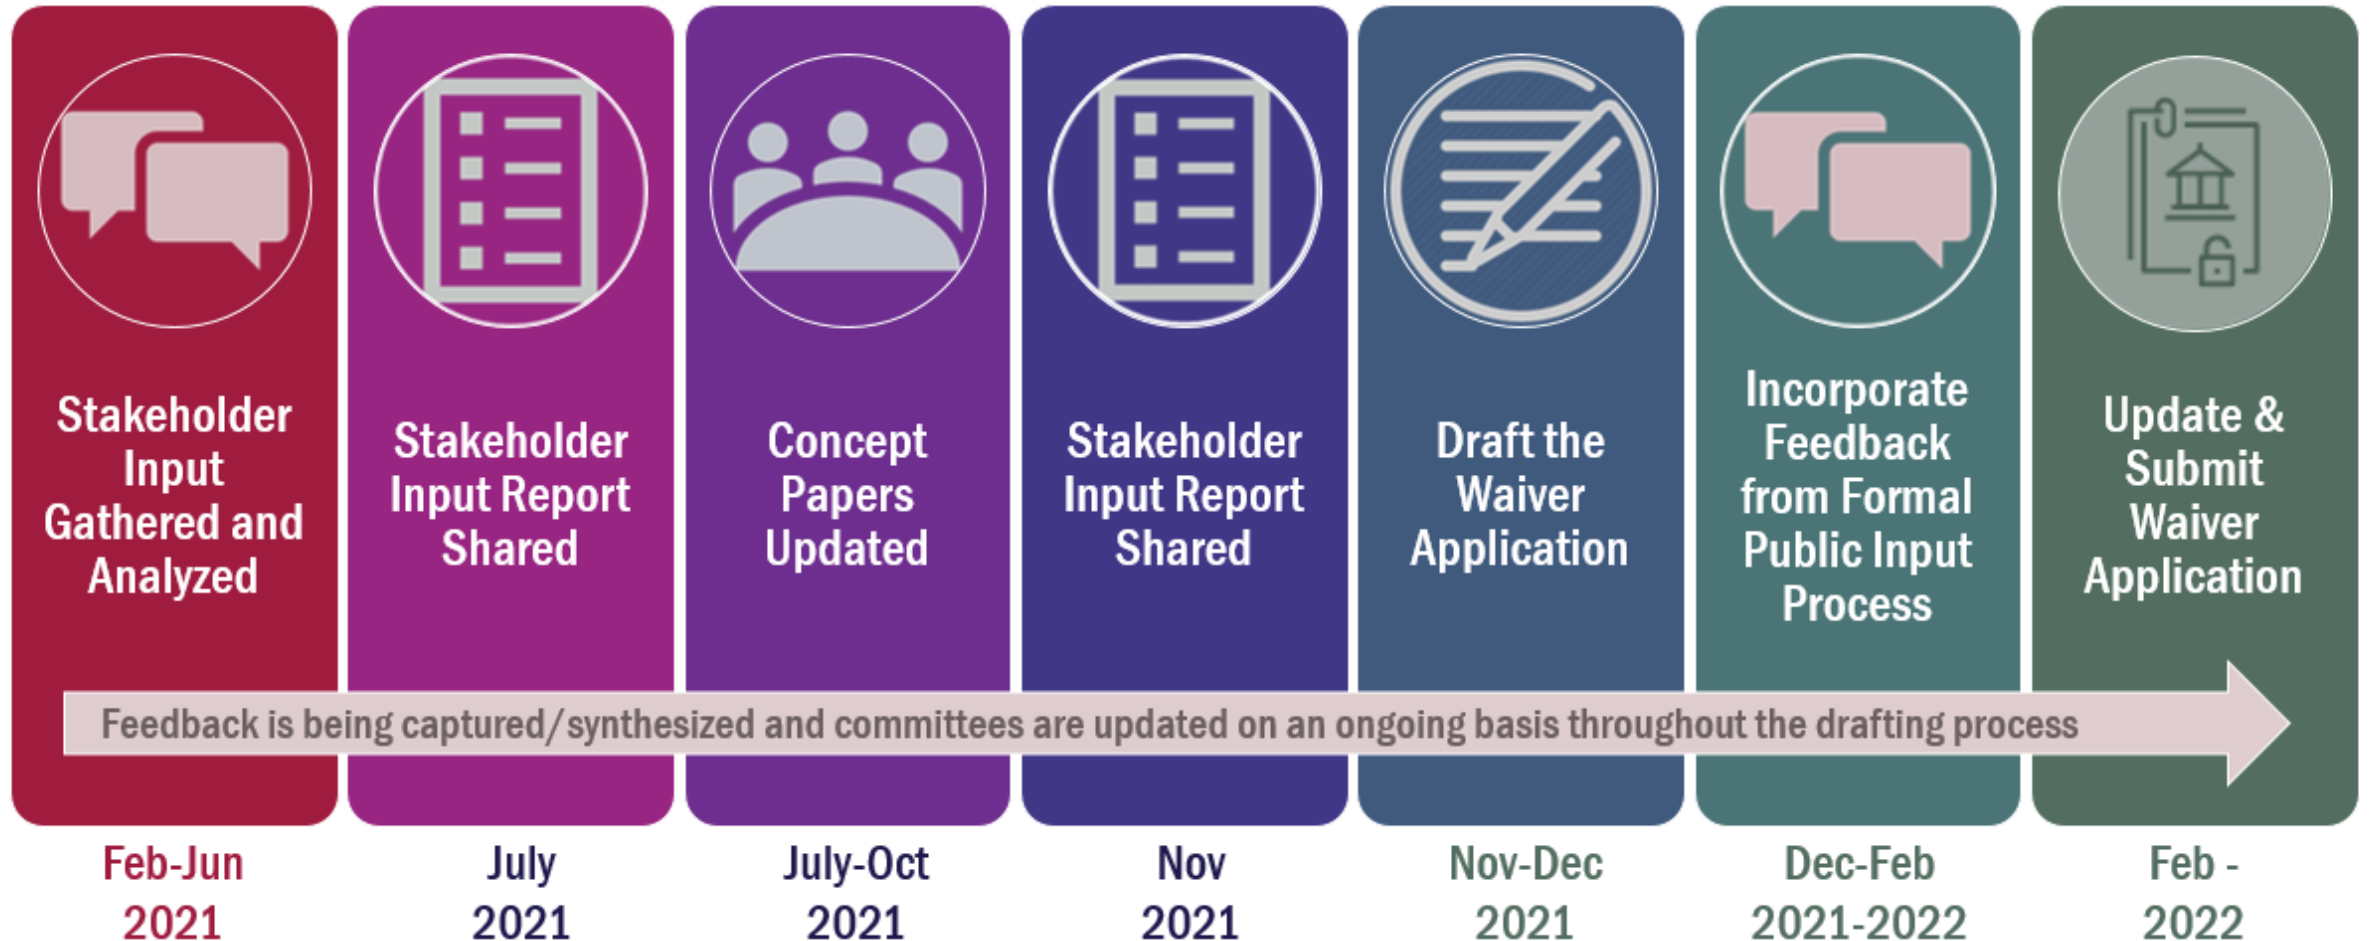 Stakeholder
Input
Gathered and
Analyzed
Stakeholder
Input Report
Shared
Concept
Papers
Updated
Stakeholder
Input Report
Shared
Draft the
Waiver
Application
Incorporate
Feedback
from Formal
Public Input
Process
Update &
Submit
Waiver
Application
Feedback is being captured/synthesized and committees are updated on an ongoing basis throughout the drafting process
Feb-Jun
2021
July
2021
July-Oct
2021
Nov
2021
Nov-Dec
2021
Dec-Feb
2021-2022
Feb -
2022